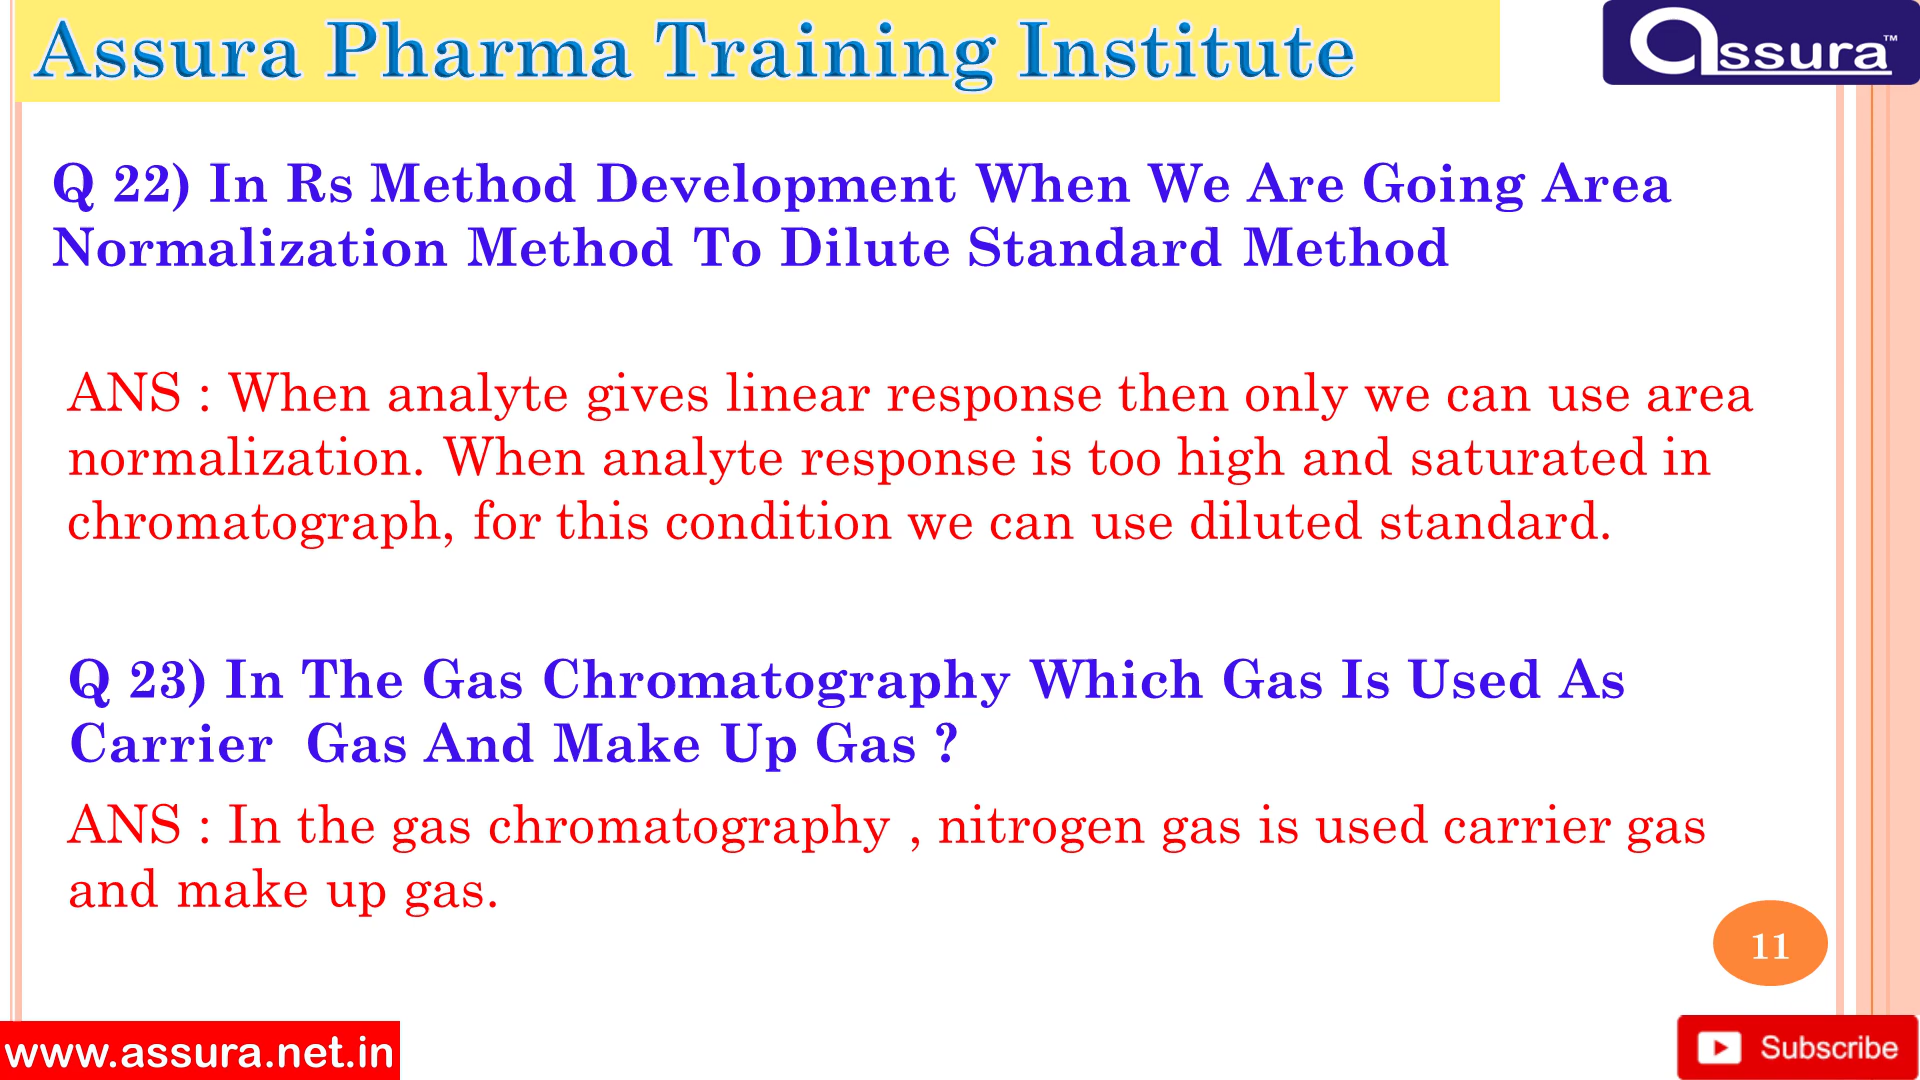 Assura Pharma Training Institute
assura™
Q 22) In Rs Method Development When We Are Going Area
Normalization Method To Dilute Standard Method
ANS : When analyte gives linear response then only we can use area
normalization. When analyte response is too high and saturated in
chromatograph, for this condition we can use diluted standard.
Q 23) In The Gas Chromatography Which Gas Is Used As
Carrier  Gas And Make Up Gas ?
ANS : In the gas chromatography , nitrogen gas is used carrier gas
and make up gas.
11
www.assura.net.in
Subscribe